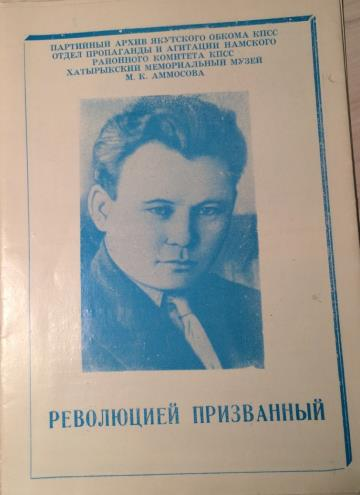 ПАРТИЙНЫЙ АРХИВ ЯКУТСКОГО ОБКОМА КПСС
ОТДЕЛ ПРОПАГАНДЫ И АГИТАЦИИ НАМСКОГО
РАЙОННОГО КОМИТЕТА КПСС
ХАТЫРЫКСКИЙ МЕМОРИАЛЬНЫЙ МУЗЕЙ
М. К. АММОСОВА
РЕВОЛЮЦИЕЙ ПРИЗВАННЫЙ